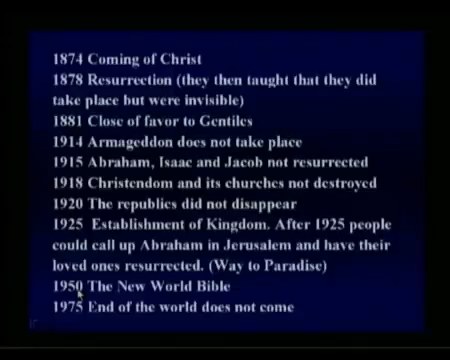 1874 Coming of Christ
1878 Resurrection (they then taught that they did
take place but were invisible)
1881 Close of favor to Gentiles
1914 Armageddon does not take place
1915 Abraham, Isaac and Jacob not resurrected
1918 Christendom and its churches not destroyed
1920 The republics did not disappear
1925 Establishment of Kingdom. After 1925 people
could call up Abraham in Jerusalem and have their
loved ones resurrected. (Way to Paradise)
1950 The New World Bible
1975 End of the world does not come